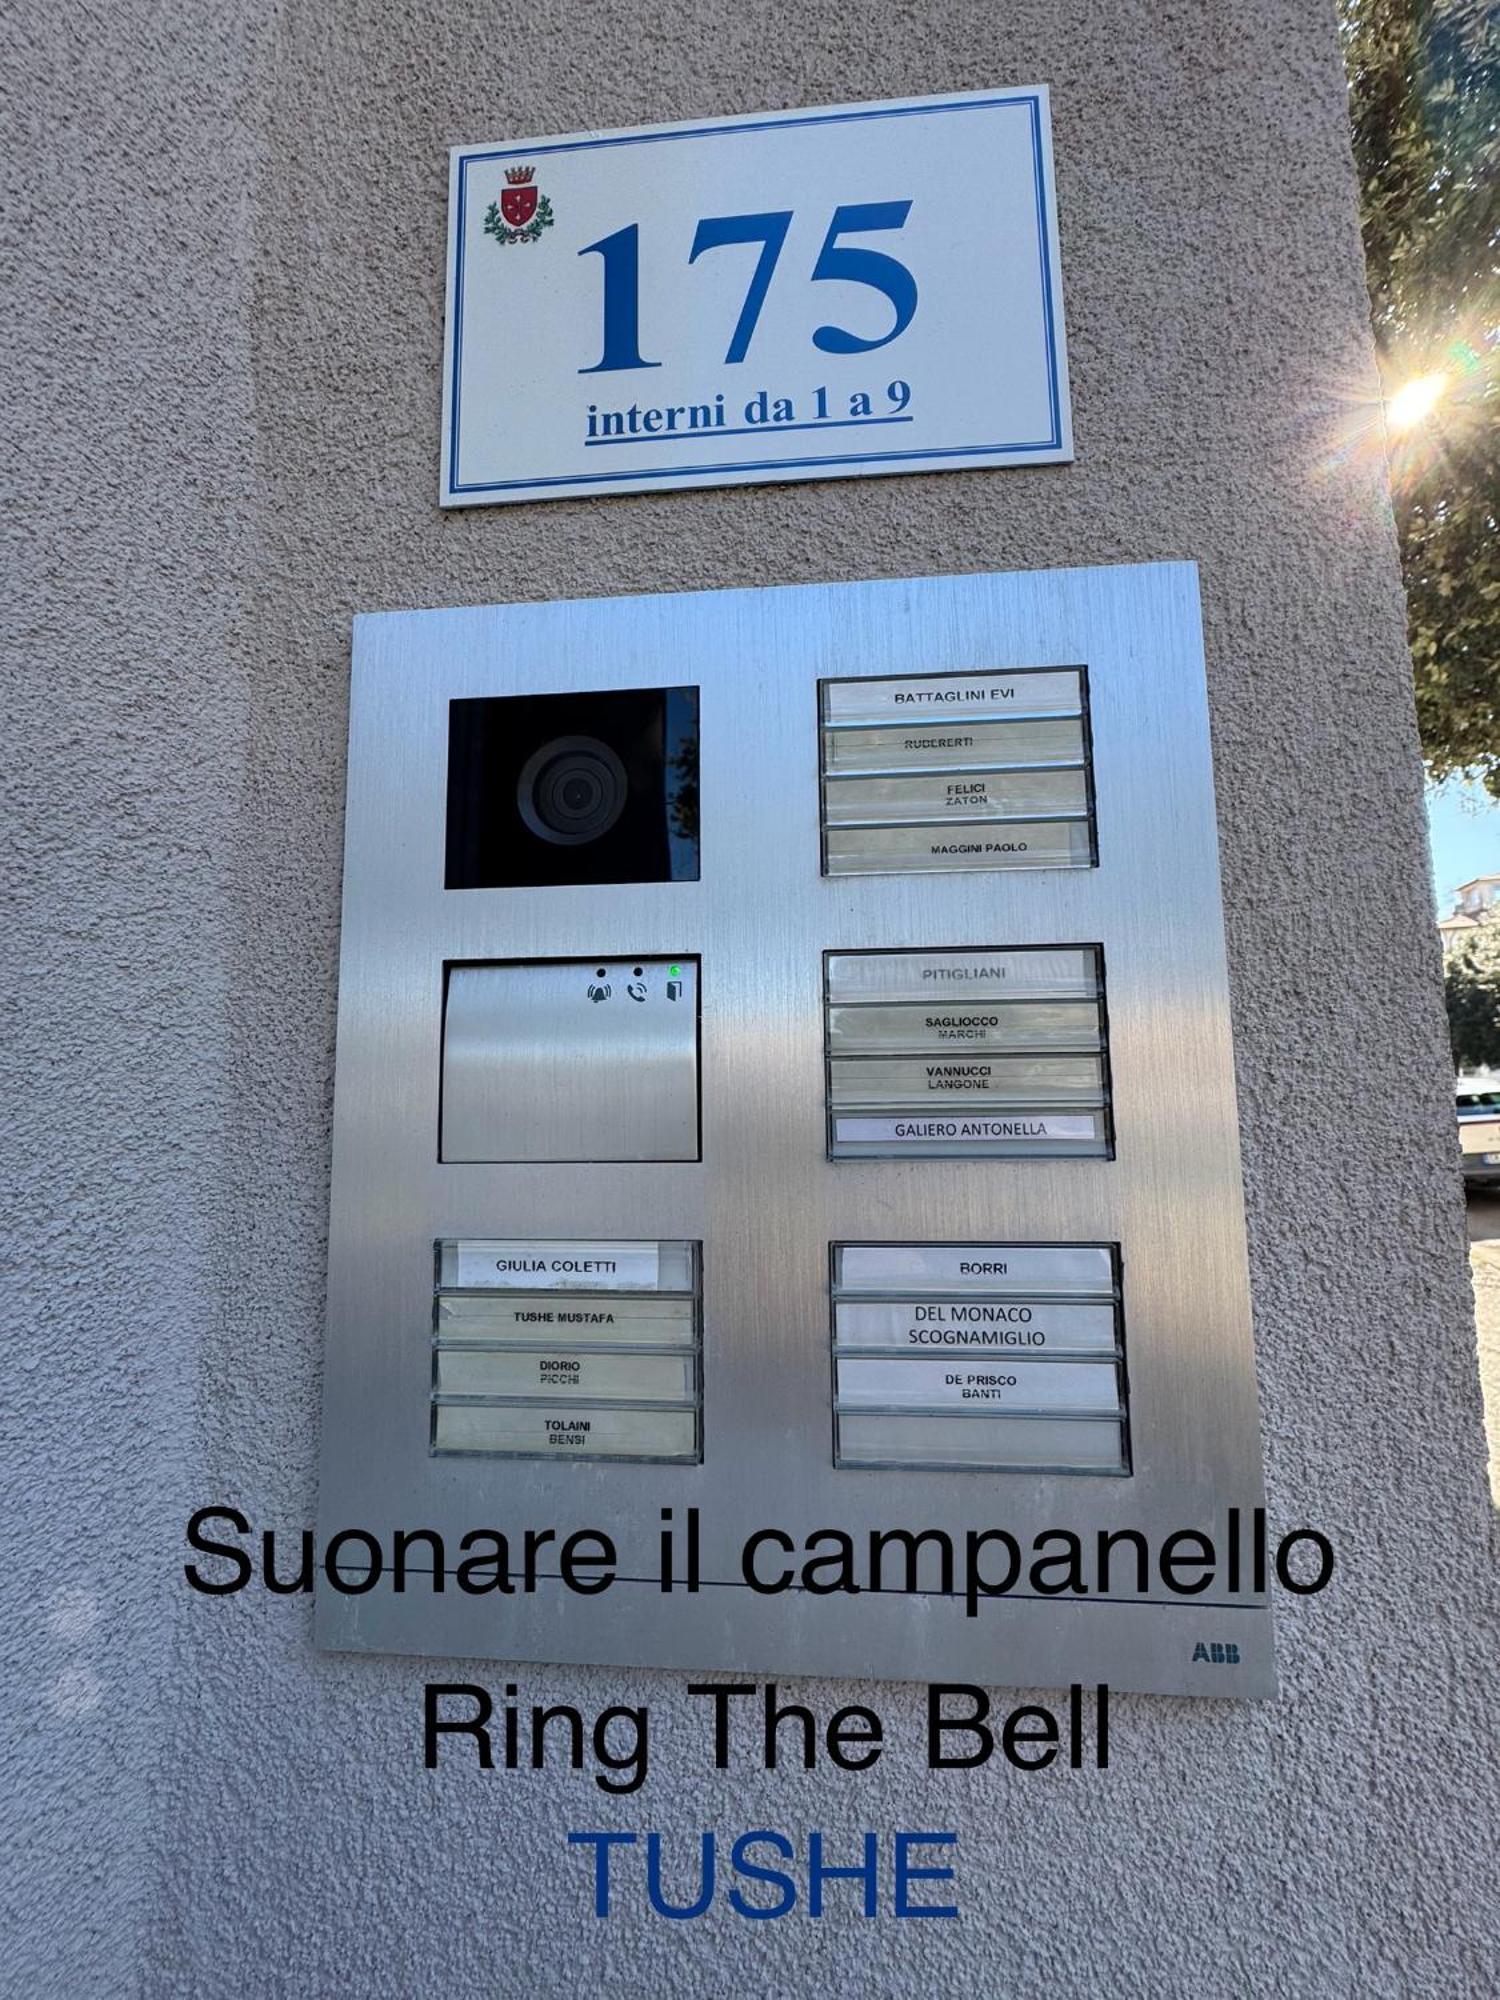 175
interni da 1 a 9
BATTAGLINI EVI
RUDERERTI
FELICI
ZATON
MAGGINI PAOLO
PITIGLIANI
SAGLIOCCO
MARCHI
VANNUCCI
LANGONE
GALIERO ANTONELLA
GIULIA COLETTI
TUSHE MUSTAFA
DIORIO
PICCHI
TOLAINI
BENSI
BORRI
DEL MONACO
SCOGNAMIGLIO
DE PRISCO
BANTI
Suonare il campanello
ABB
Ring The Bell
TUSHE